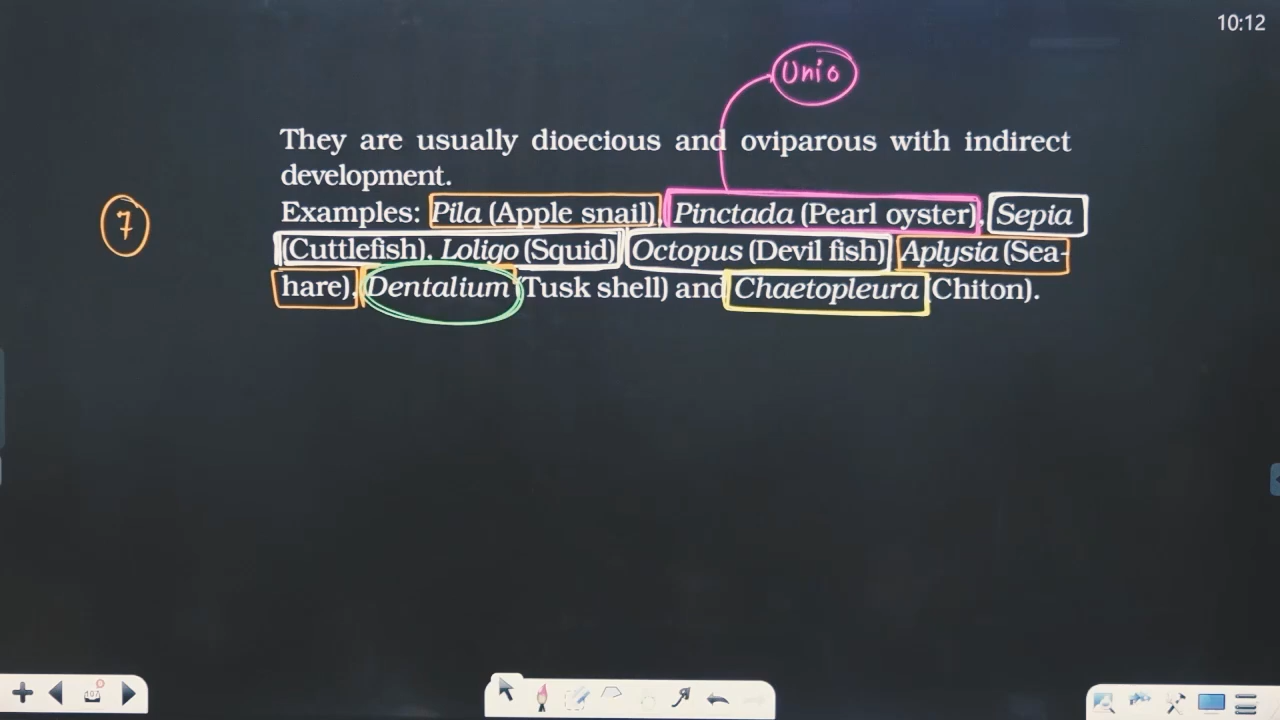 10:12
Unio
They are usually dioecious and oviparous with indirect
development.
7
Examples: Pila (Apple snail), Pinctada (Pearl oyster), Sepia
(Cuttlefish), Loligo (Squid), Octopus (Devil fish), Aplysia (Sea-
hare), Dentalium (Tusk shell) and Chaetopleura (Chiton).